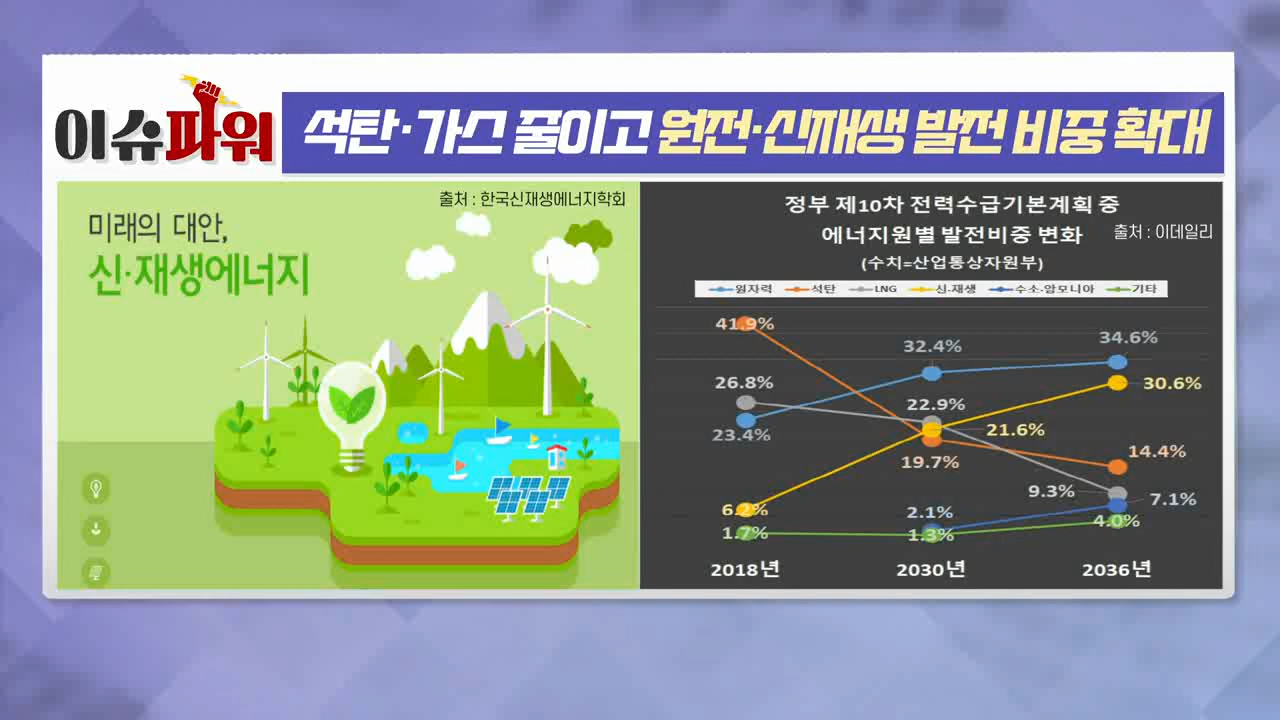 이슈파워
석탄·가스 줄이고 원전·신재생 발전 비중 확대
출처 : 한국신재생에너지학회
미래의 대안,
신·재생에너지
정부 제10차 전력수급기본계획 중
에너지원별 발전비중 변화
출처 : 이데일리
(수치=산업통상자원부)
원자력 석탄 LNG 신·재생 수소·암모니아 기타
41.9%
32.4%
34.6%
26.8%
30.6%
22.9%
23.4%
21.6%
19.7%
14.4%
9.3%
7.1%
6.2%
2.1%
4.0%
1.7%
1.3%
2018년 2030년 2036년